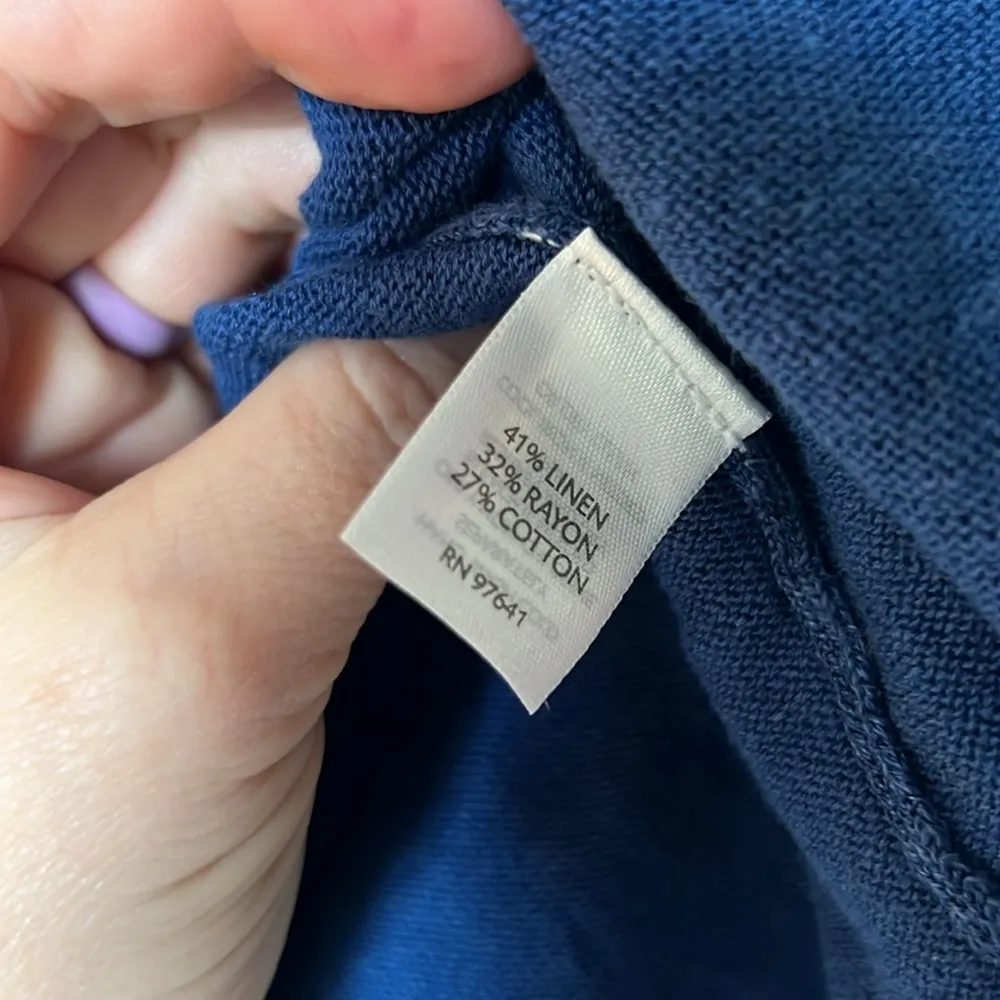 41% LINEN
32% RAYON
27% COTTON
RN 97641